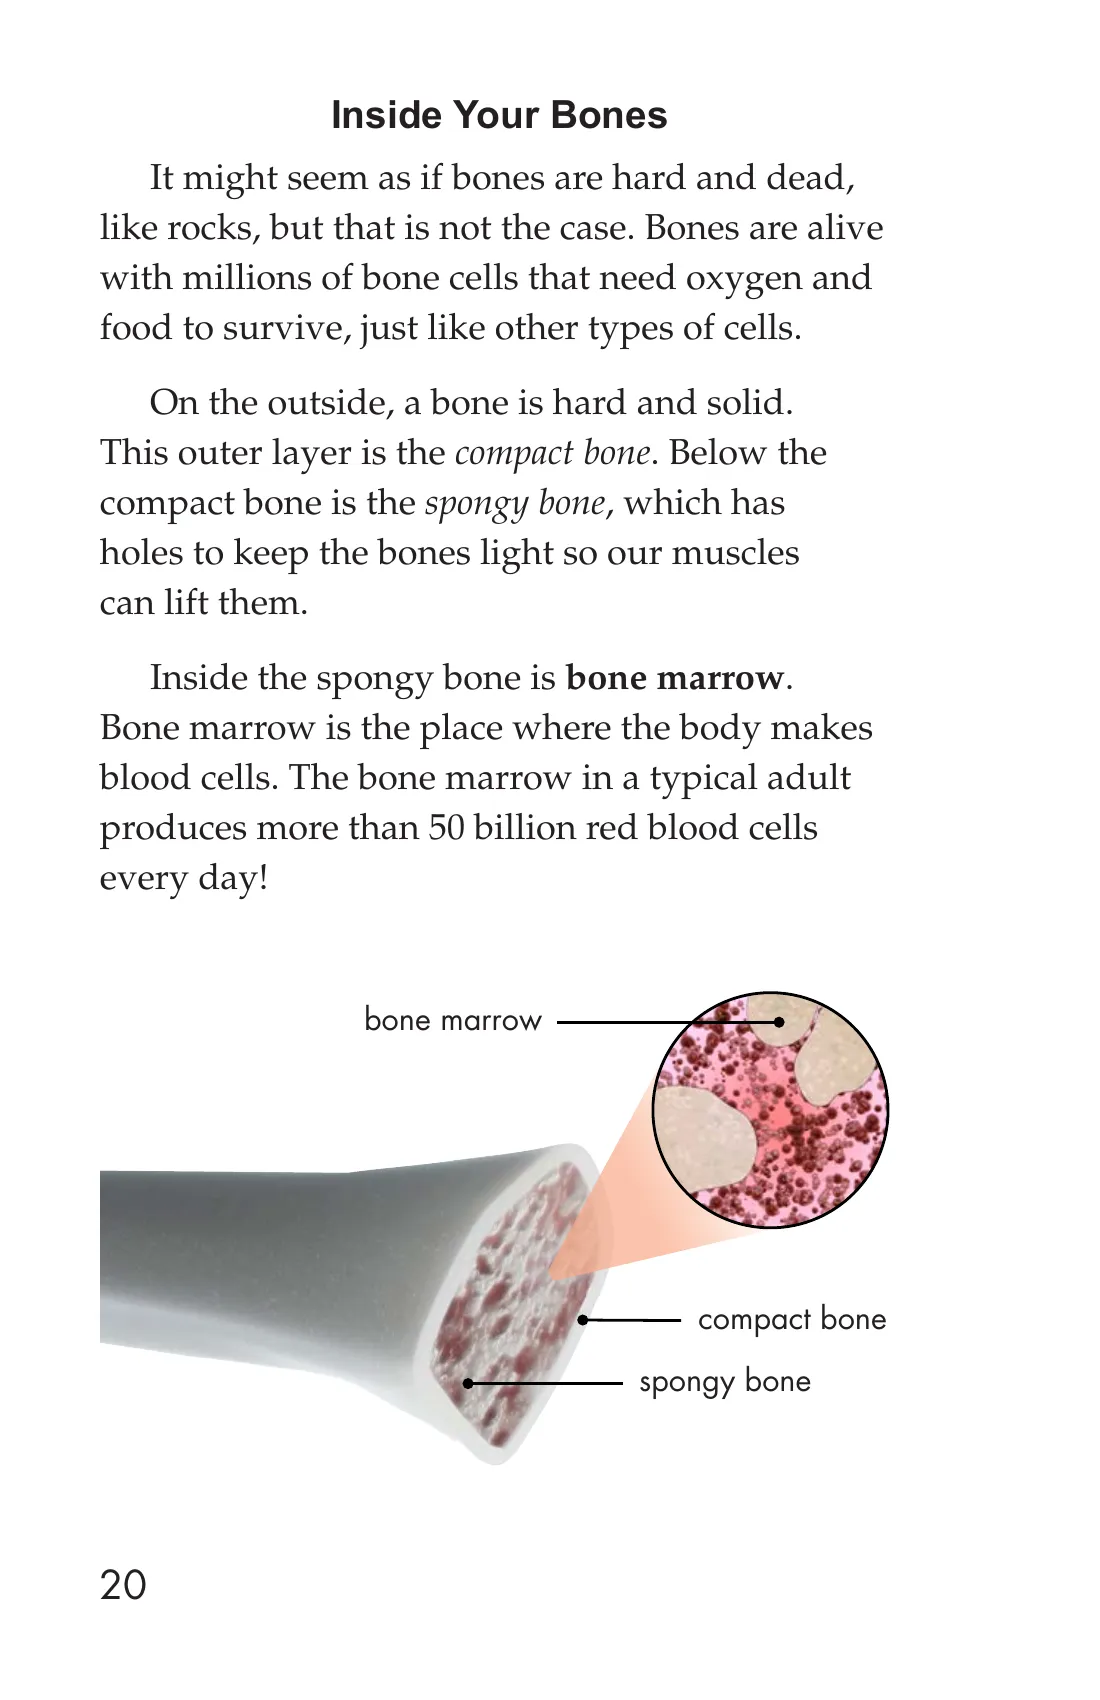 Inside Your Bones
It might seem as if bones are hard and dead,
like rocks, but that is not the case. Bones are alive
with millions of bone cells that need oxygen and
food to survive, just like other types of cells.
On the outside, a bone is hard and solid.
This outer layer is the compact bone. Below the
compact bone is the spongy bone, which has
holes to keep the bones light so our muscles
can lift them.
Inside the spongy bone is bone marrow.
Bone marrow is the place where the body makes
blood cells. The bone marrow in a typical adult
produces more than 50 billion red blood cells
every day!
bone marrow
compact bone
spongy bone
20